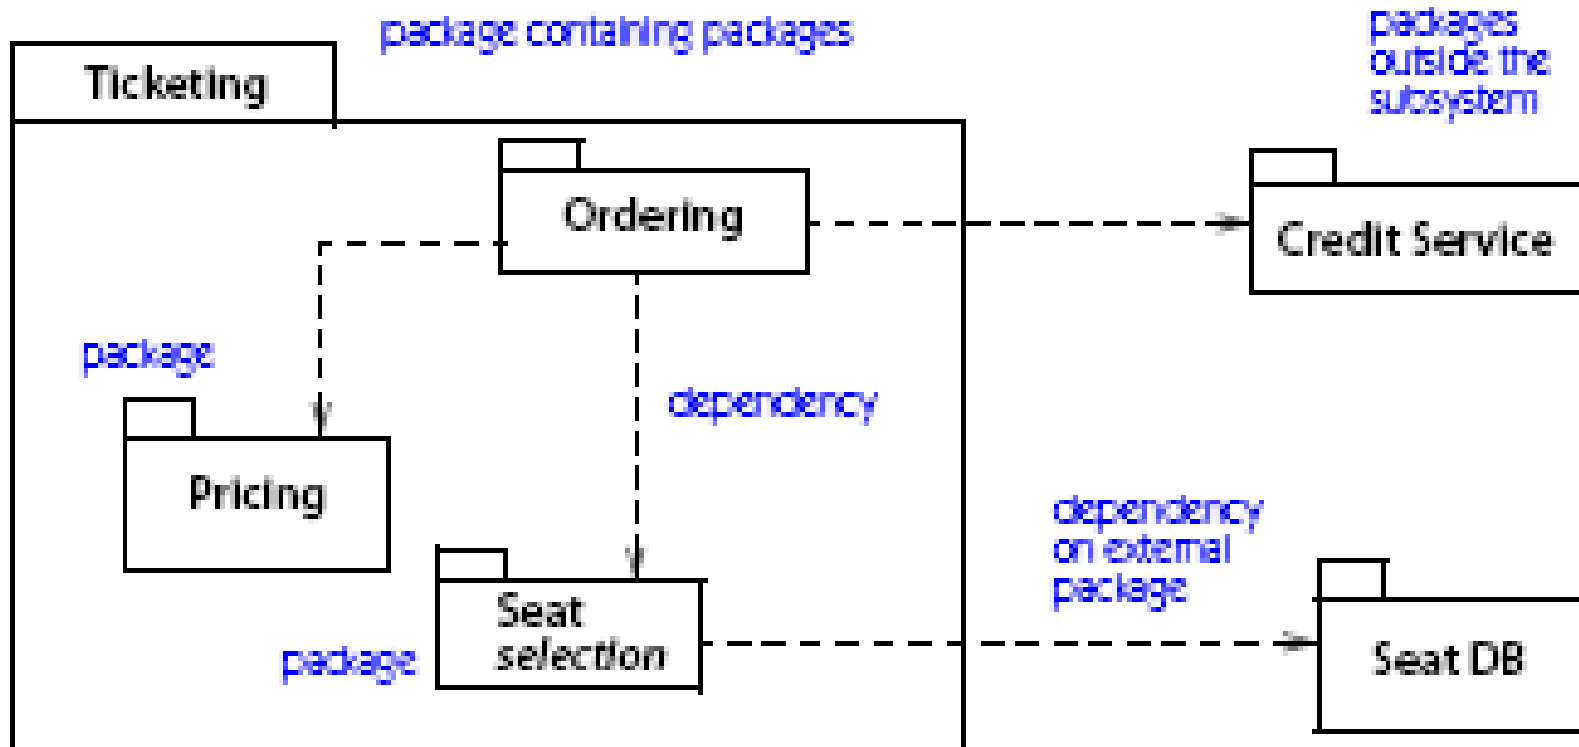 package containing packages
packages
outside the
subsystem
Ticketing
Ordering
Credit Service
package
dependency
Pricing
dependency
on external
package
Seat
selection
package
Seat DB